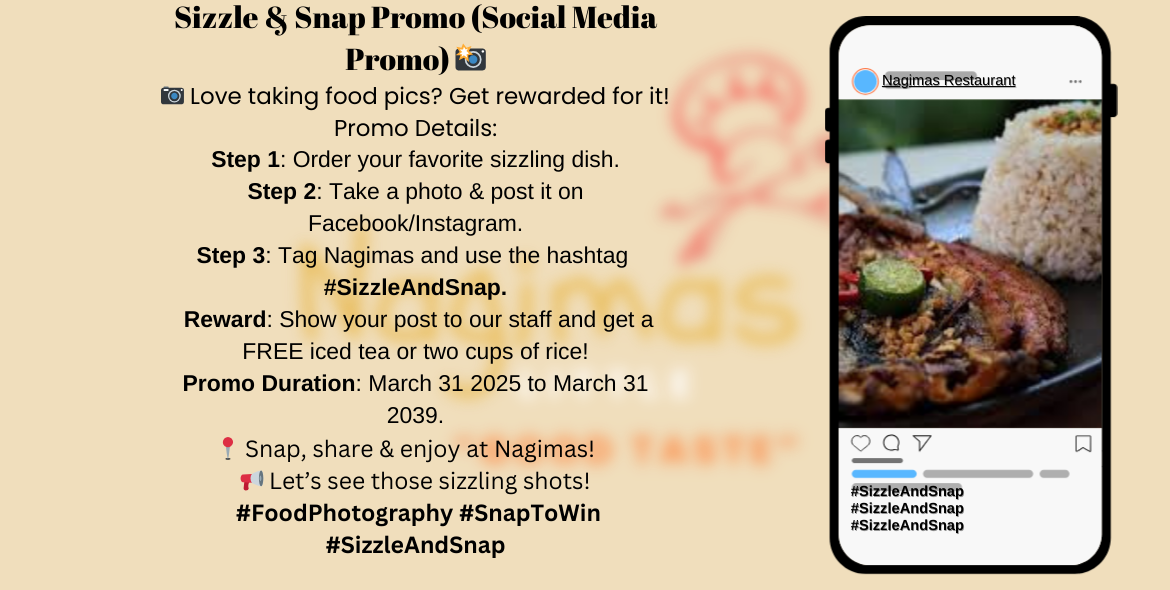 Sizzle & Snap Promo (Social Media
Promo) 📸
📷 Love taking food pics? Get rewarded for it!
Promo Details:
Step 1: Order your favorite sizzling dish.
Step 2: Take a photo & post it on
Facebook/Instagram.
Step 3: Tag Nagimas and use the hashtag
#SizzleAndSnap.
Reward: Show your post to our staff and get a
FREE iced tea or two cups of rice!
Promo Duration: March 31 2025 to March 31
2039.
📍 Snap, share & enjoy at Nagimas!
📢 Let’s see those sizzling shots!
#FoodPhotography #SnapToWin
#SizzleAndSnap
Nagimas
"GOOD TASTE"
Nagimas Restaurant
#SizzleAndSnap
#SizzleAndSnap
#SizzleAndSnap